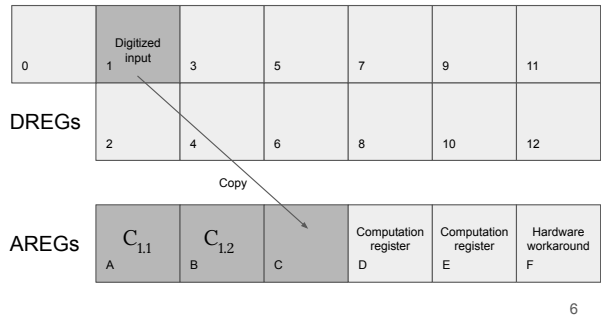 Digitized
input
0 1 3 5 7 9 11
DREGs
2 4 6 8 10 12
Copy
AREGs
C1.1 C1.2
Computation
register
Computation
register
Hardware
workaround
A B C D E F
6